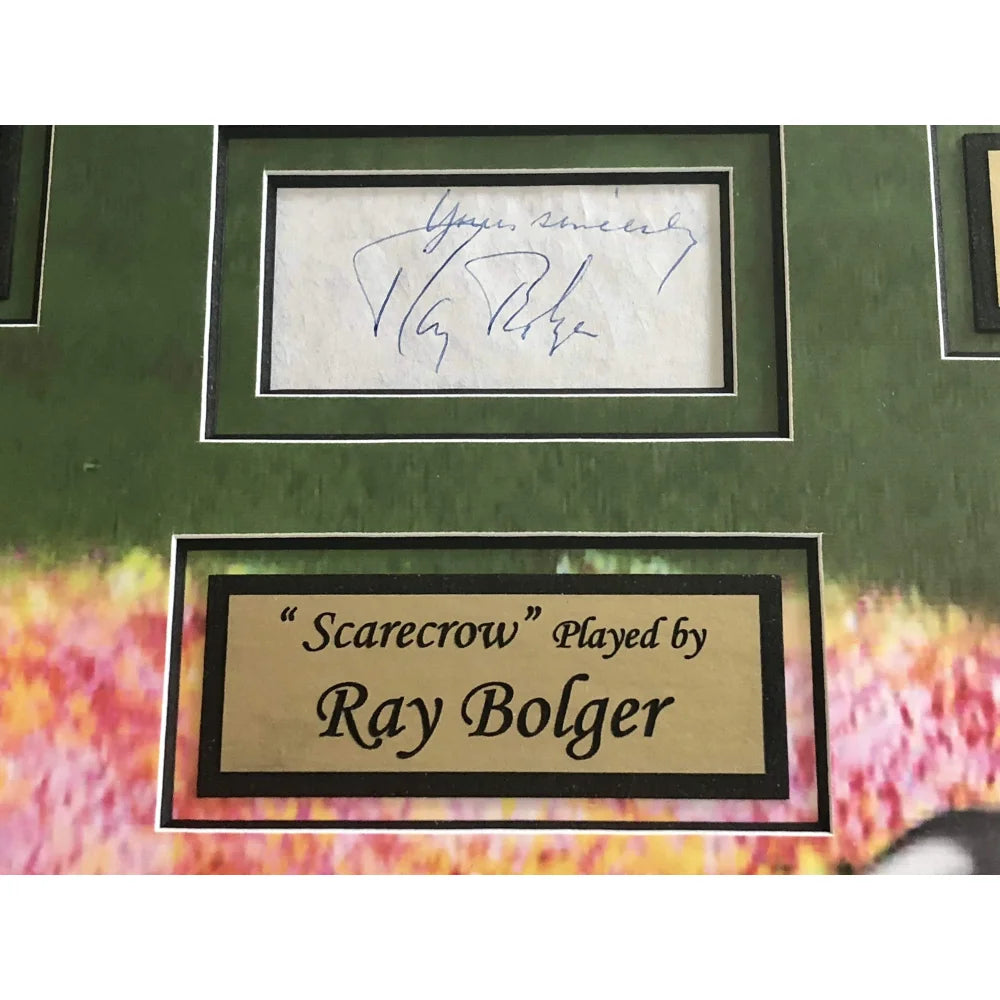 Yours sincerely
Ray Bolger
“Scarecrow” Played by
Ray Bolger